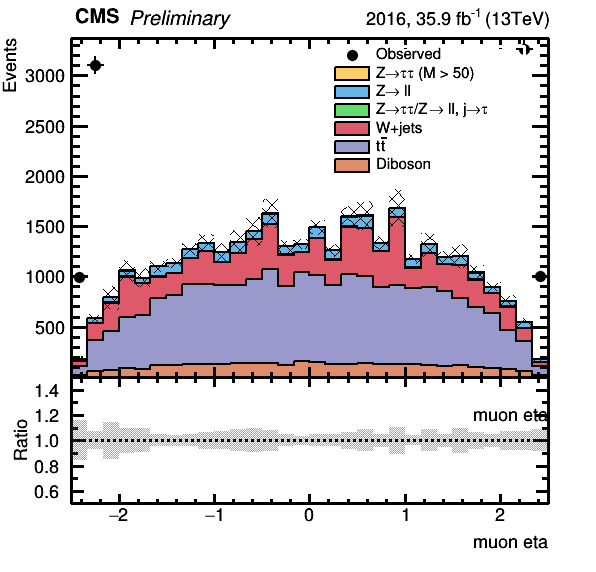 CMS Preliminary 2016, 35.9 fb⁻¹ (13TeV)
Events
3000
2500
2000
1500
1000
500
Observed
Z→ττ (M > 50)
Z→ ll
Z→ττ/Z→ ll, j→τ
W+jets
tt̄
Diboson
Ratio
1.4
1.2
1.0
0.8
0.6
muon eta
−2 −1 0 1 2
muon eta